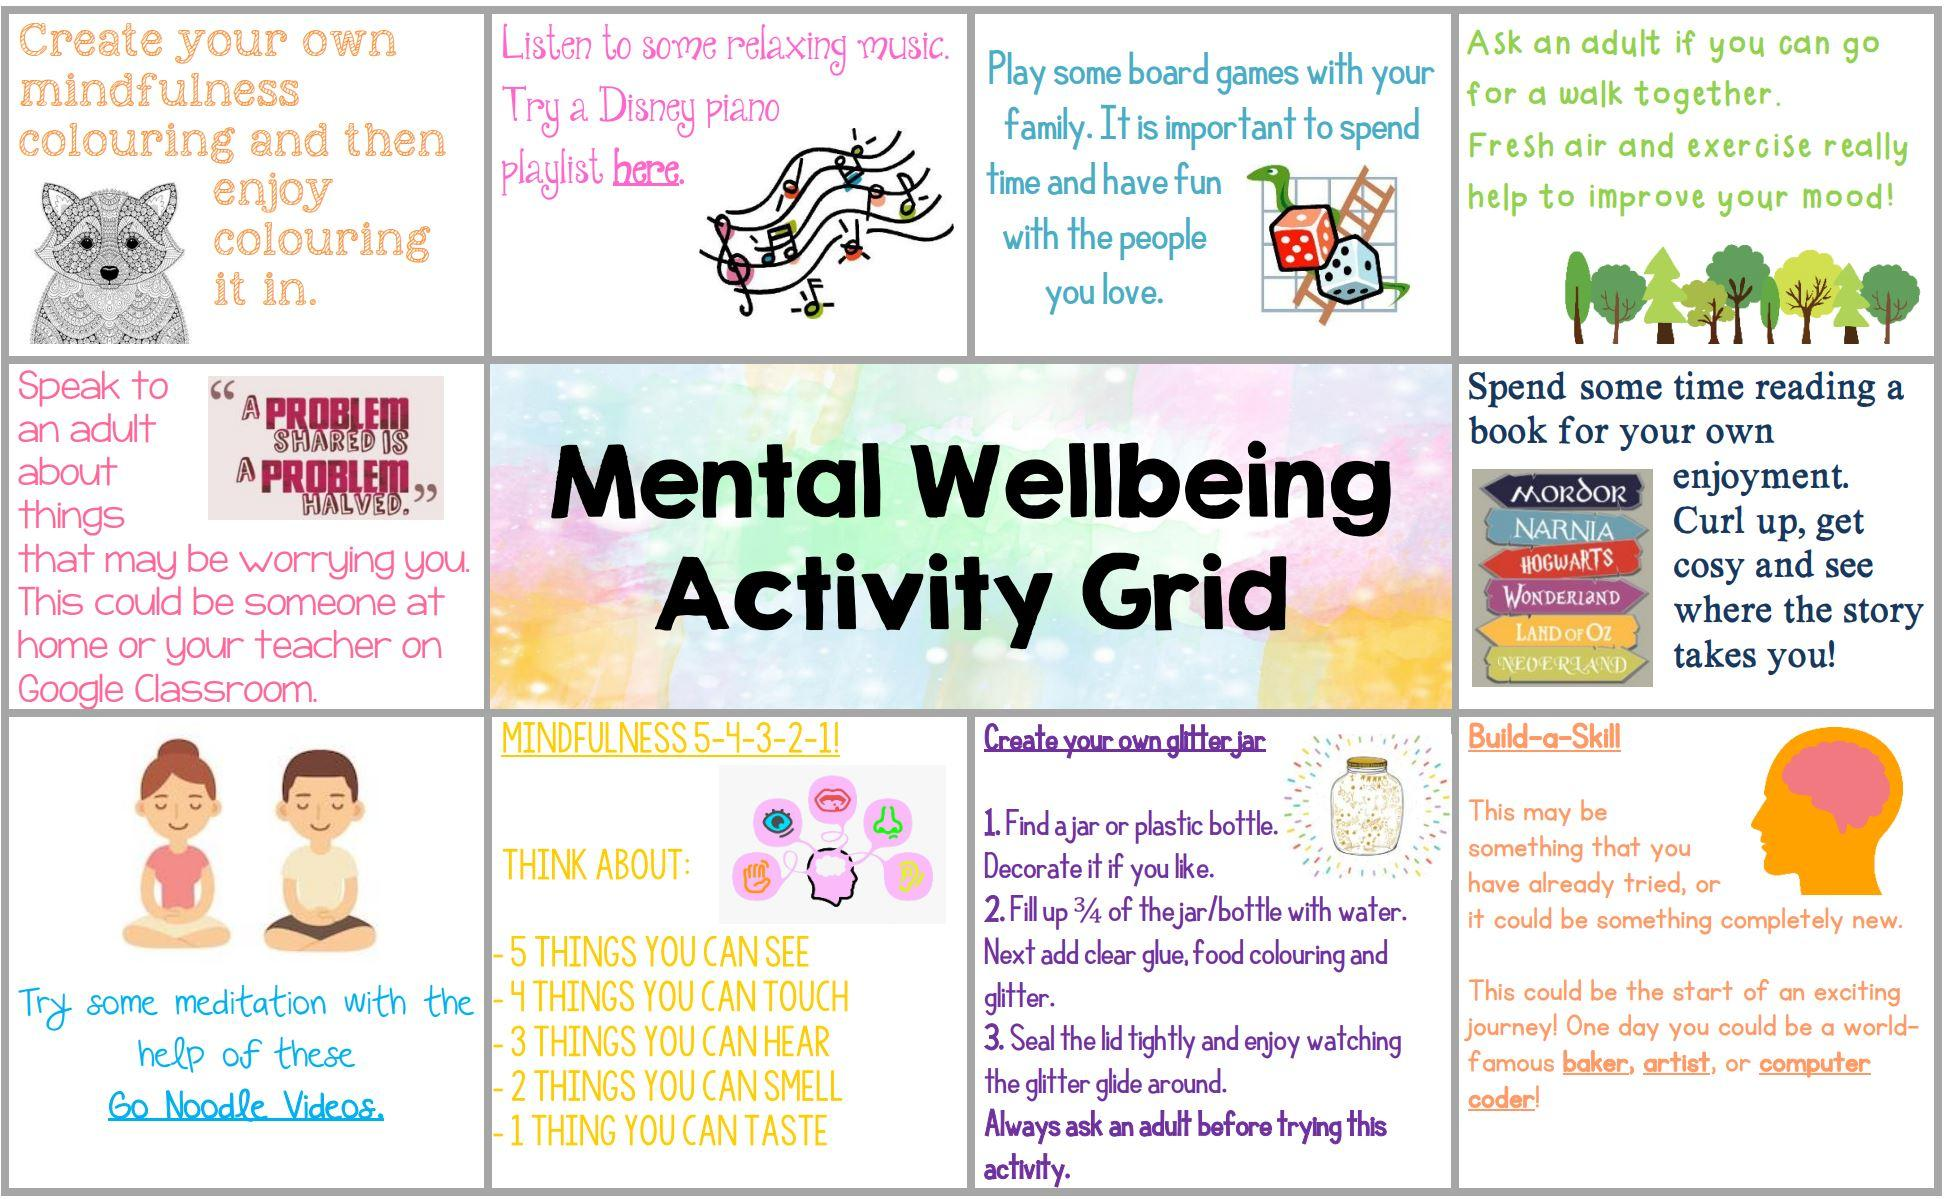 Create your own
mindfulness
colouring and then
enjoy
colouring
it in.
Listen to some relaxing music.
Try a Disney piano
playlist here.
Play some board games with your
family. It is important to spend
time and have fun
with the people
you love.
Ask an adult if you can go
for a walk together.
Fresh air and exercise really
help to improve your mood!
Speak to
an adult
about
things
that may be worrying you.
This could be someone at
home or your teacher on
Google Classroom.
“A PROBLEM
SHARED IS
A PROBLEM
HALVED.”
Mental Wellbeing
Activity Grid
Spend some time reading a
book for your own
enjoyment.
Curl up, get
cosy and see
where the story
takes you!
MORDOR
NARNIA
HOGWARTS
WONDERLAND
LAND OF OZ
NEVERLAND
Try some meditation with the
help of these
Go Noodle Videos.
MINDFULNESS 5-4-3-2-1!
THINK ABOUT:
- 5 THINGS YOU CAN SEE
- 4 THINGS YOU CAN TOUCH
- 3 THINGS YOU CAN HEAR
- 2 THINGS YOU CAN SMELL
- 1 THING YOU CAN TASTE
Create your own glitter jar
1. Find a jar or plastic bottle.
Decorate it if you like.
2. Fill up ¾ of the jar/bottle with water.
Next add clear glue, food colouring and
glitter.
3. Seal the lid tightly and enjoy watching
the glitter glide around.
Always ask an adult before trying this
activity.
Build-a-Skill
This may be
something that you
have already tried, or
it could be something completely new.
This could be the start of an exciting
journey! One day you could be a world-
famous baker, artist, or computer
coder!